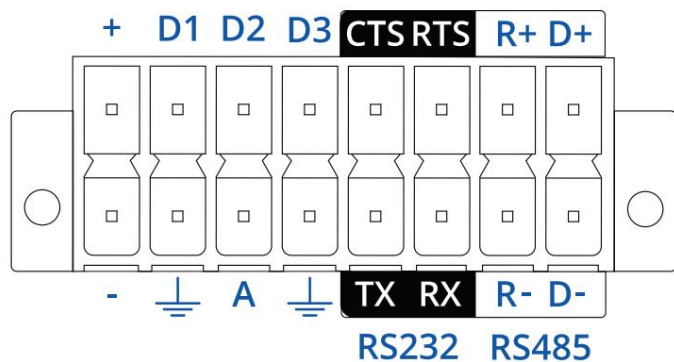 + D1 D2 D3 CTS RTS R+ D+
- A TX RX R- D-
RS232 RS485